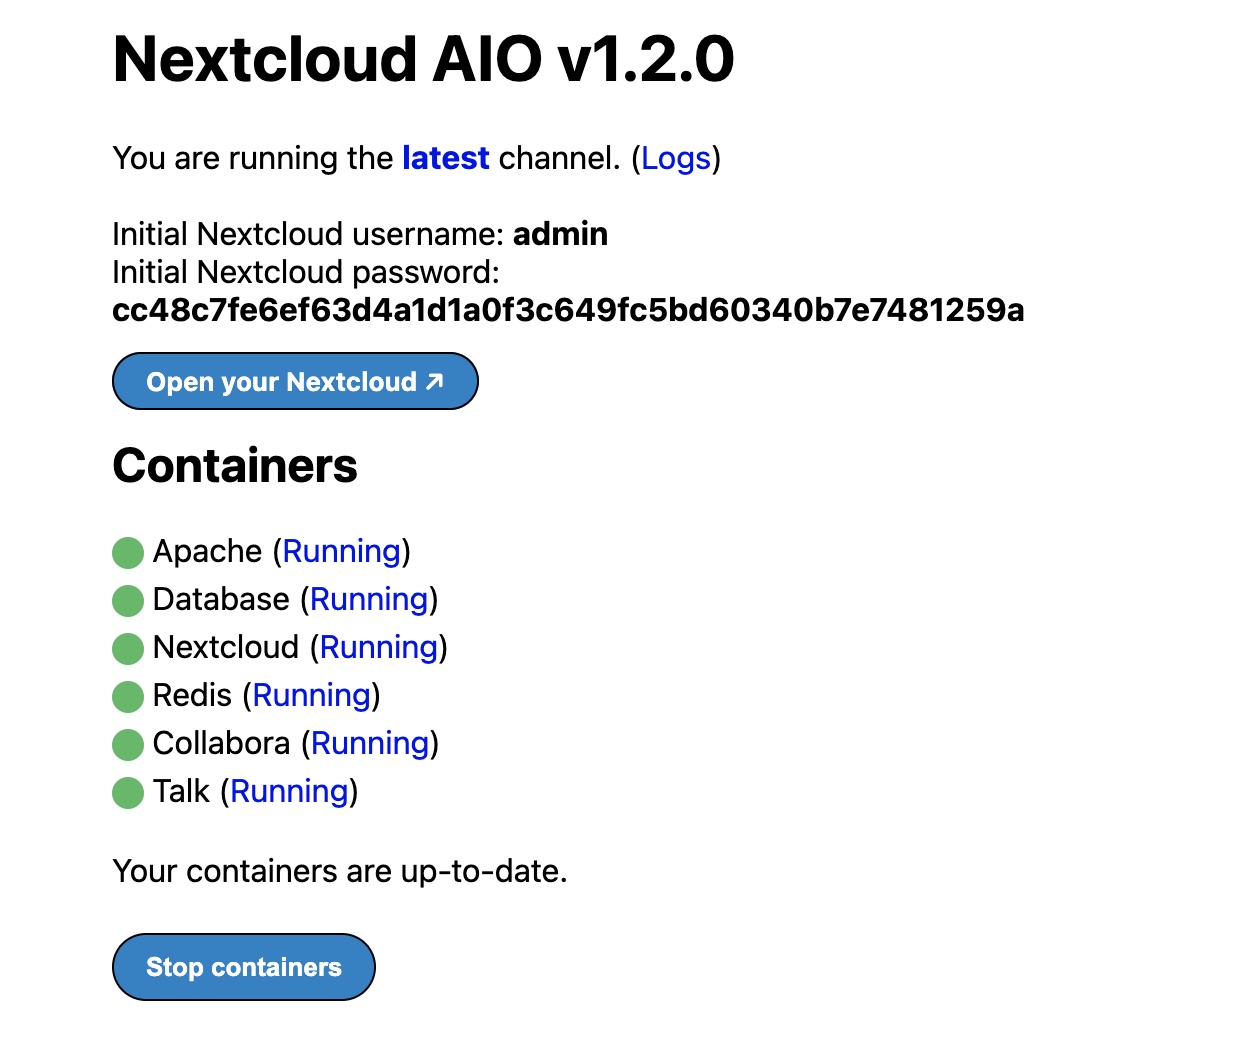 Nextcloud AIO v1.2.0
You are running the latest channel. (Logs)
Initial Nextcloud username: admin
Initial Nextcloud password:
cc48c7fe6ef63d4a1d1a0f3c649fc5bd60340b7e7481259a
Open your Nextcloud ↗
Containers
Apache (Running)
Database (Running)
Nextcloud (Running)
Redis (Running)
Collabora (Running)
Talk (Running)
Your containers are up-to-date.
Stop containers